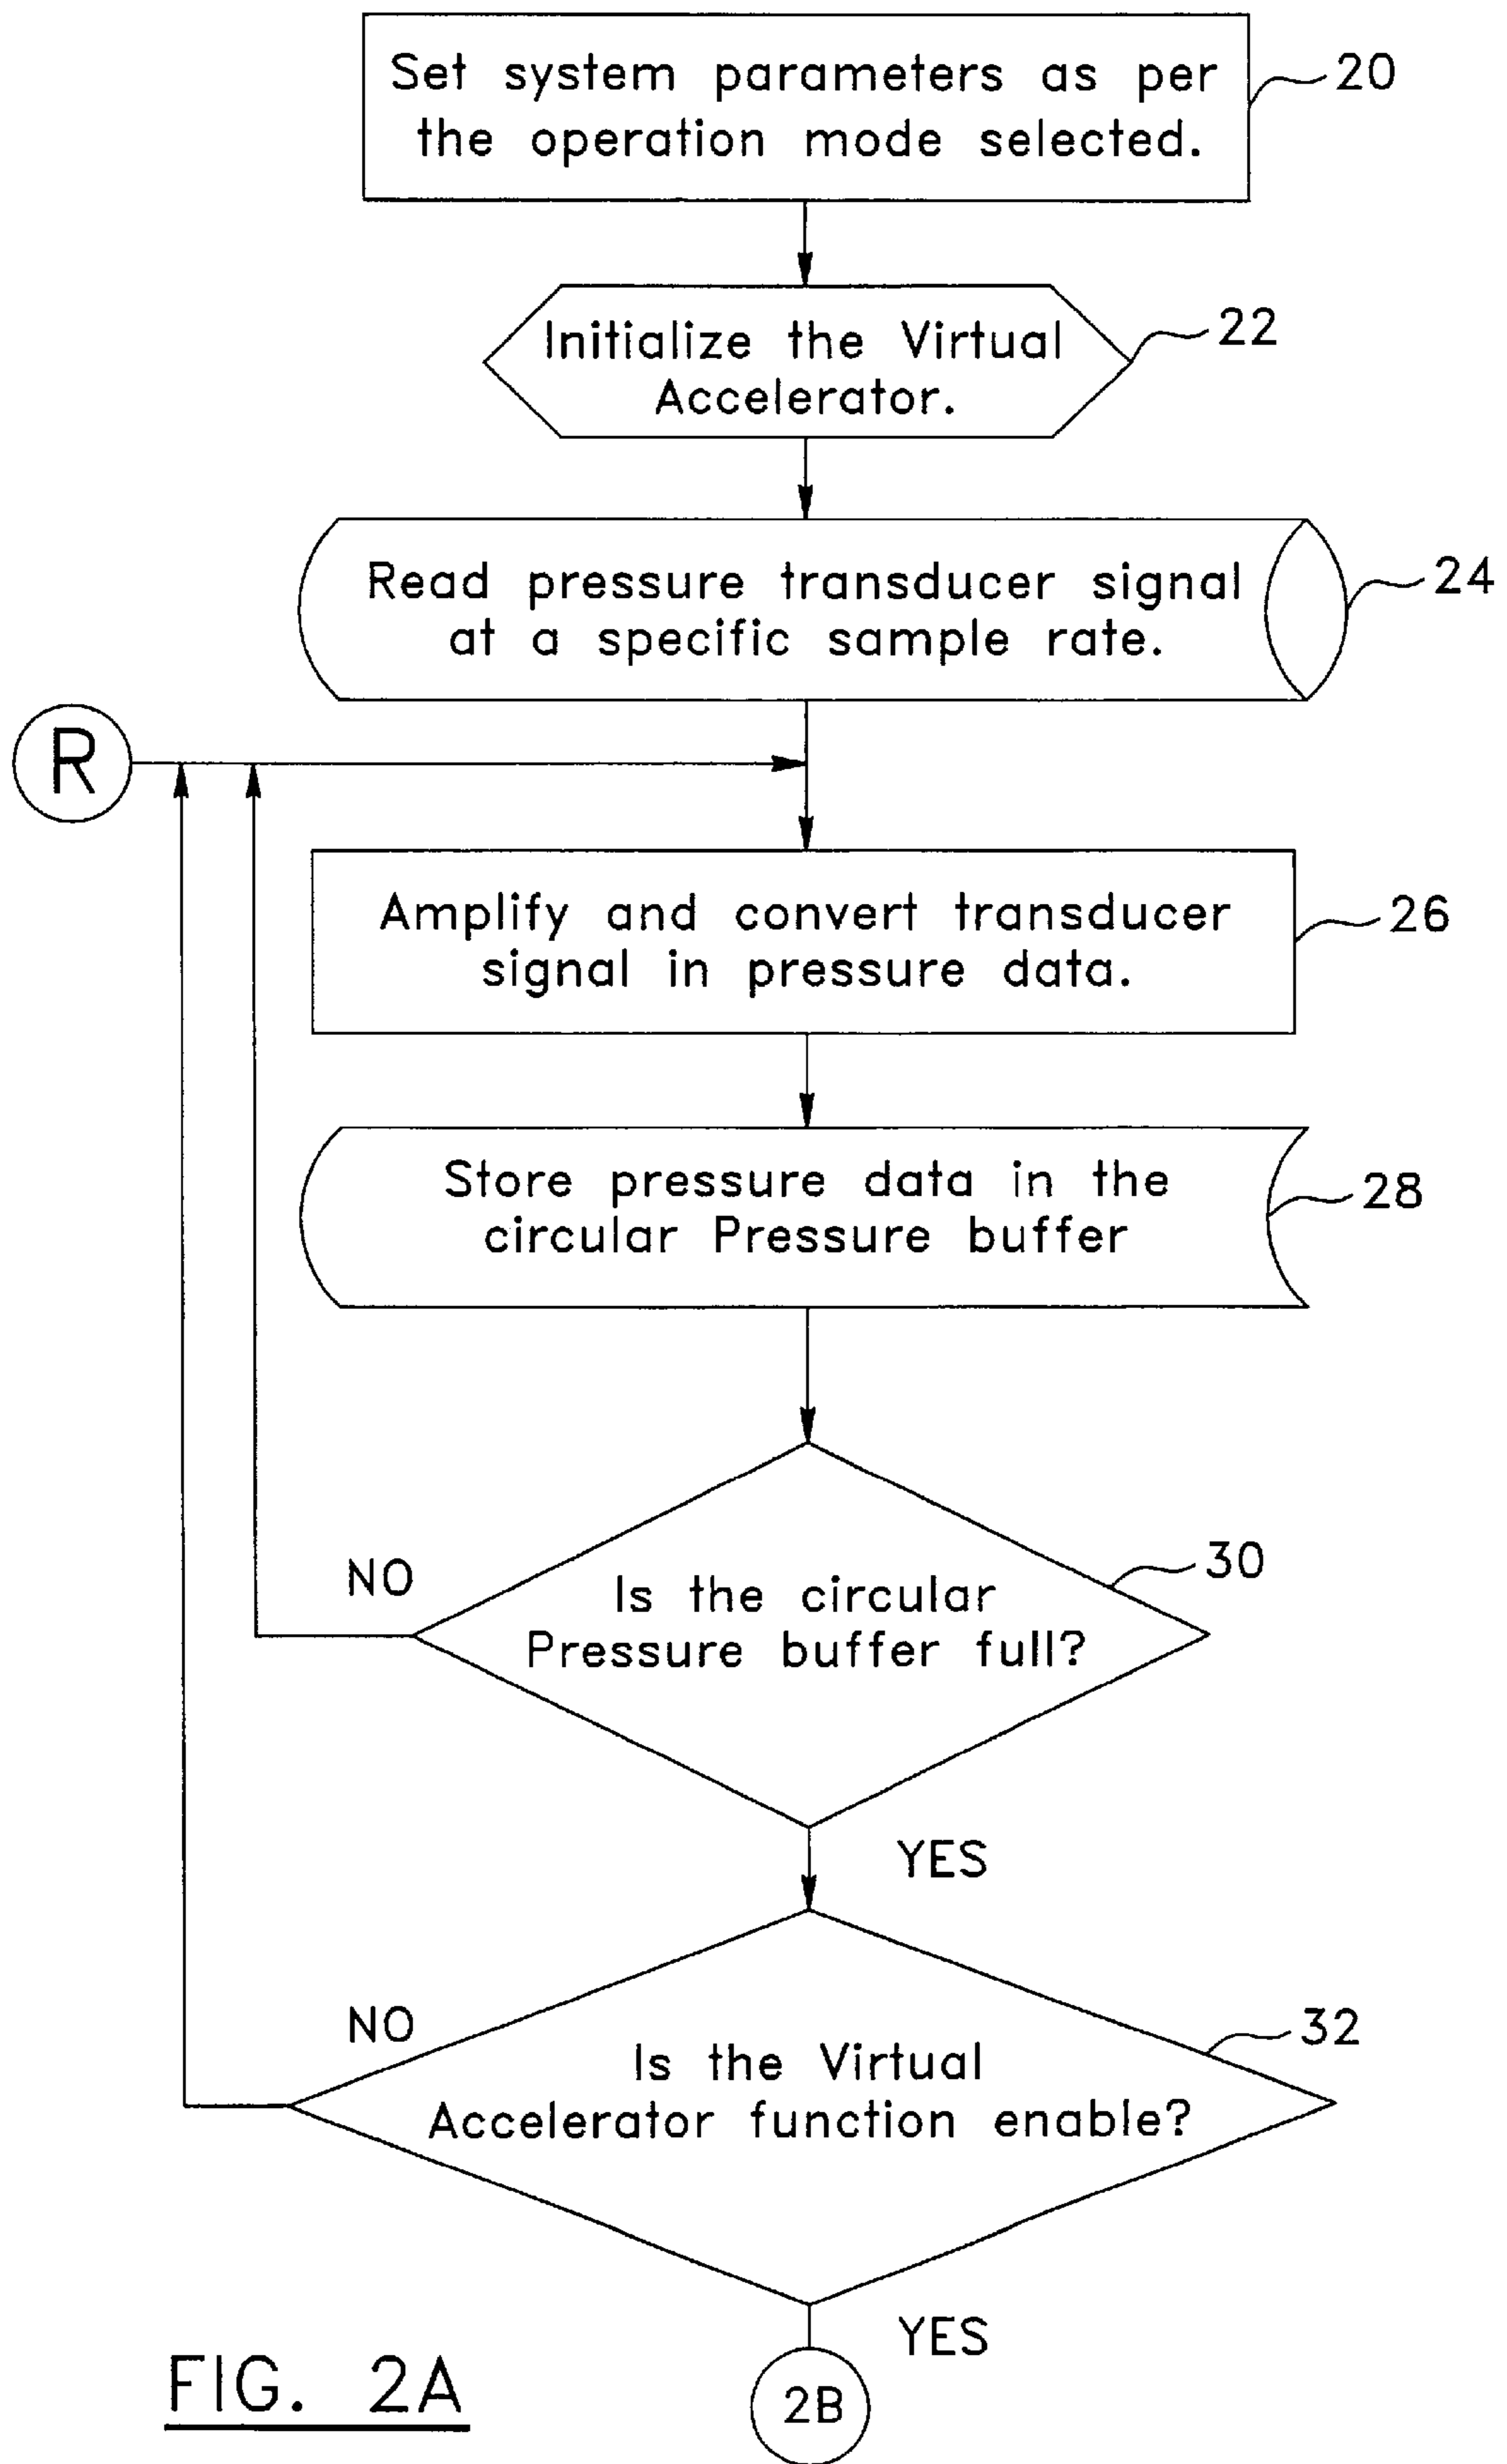 Set system parameters as per
the operation mode selected.
20
Initialize the Virtual
Accelerator.
22
Read pressure transducer signal
at a specific sample rate.
24
R
Amplify and convert transducer
signal in pressure data.
26
Store pressure data in the
circular Pressure buffer
28
NO
Is the circular
Pressure buffer full?
30
YES
NO
Is the Virtual
Accelerator function enable?
32
YES
2B
FIG. 2A